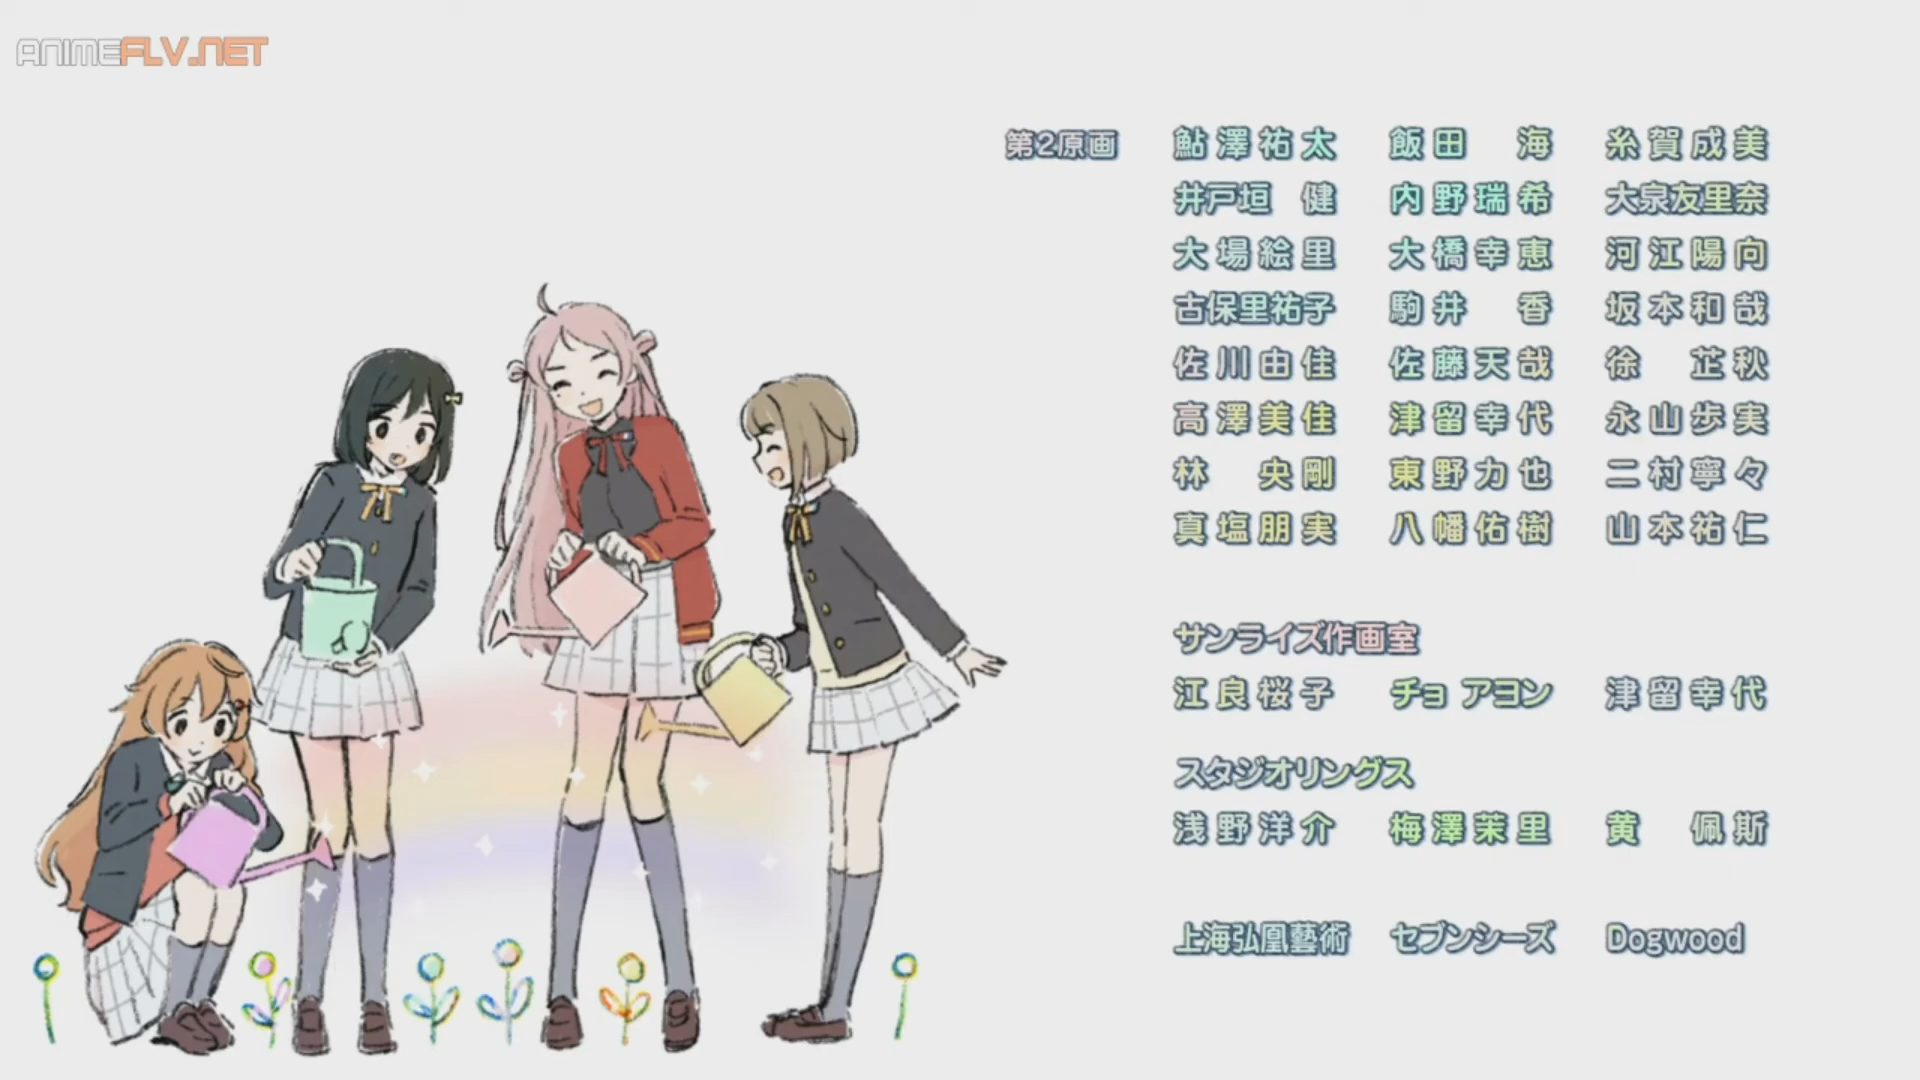 ANIMEFLV.NET
第2原画 鮎澤祐太 飯田 海 糸賀成美
井戸垣 健 内野瑞希 大泉友里奈
大場絵里 大橋幸恵 河江陽向
古保里祐子 駒井 香 坂本和哉
佐川由佳 佐藤天哉 徐 芷秋
高澤美佳 津留幸代 永山歩実
林 央剛 東野力也 二村寧々
真塩朋実 八幡佑樹 山本祐仁
サンライズ作画室
江良桜子 チョ アヨン 津留幸代
スタジオリングス
浅野洋介 梅澤茉里 黄 佩斯
上海弘凰藝術 セブンシーズ Dogwood